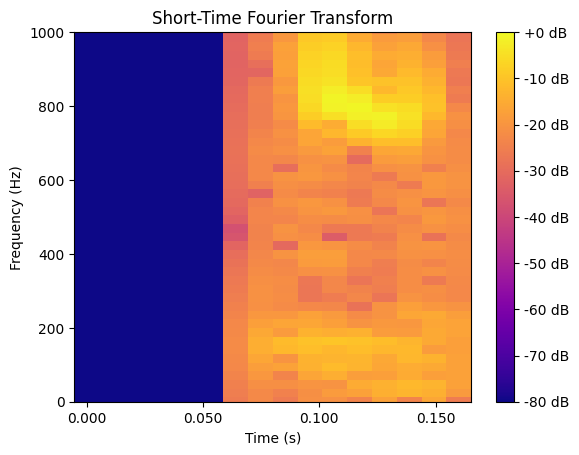 Short-Time Fourier Transform
1000
800
600
400
200
0
Frequency (Hz)
0.000
0.050
0.100
0.150
Time (s)
+0 dB
-10 dB
-20 dB
-30 dB
-40 dB
-50 dB
-60 dB
-70 dB
-80 dB